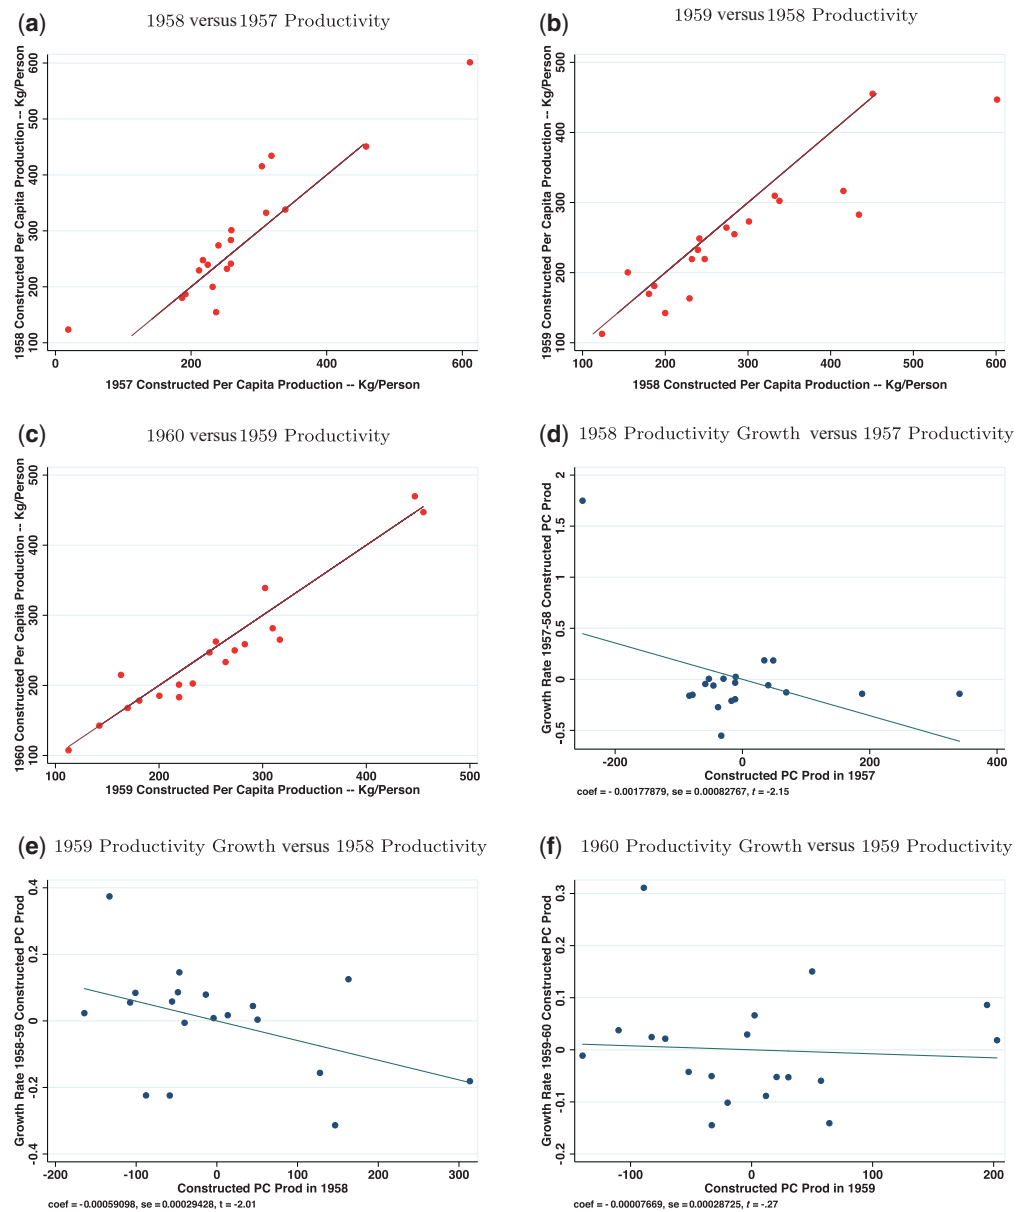 (a) 1958 versus 1957 Productivity
1958 Constructed Per Capita Production -- Kg/Person
600
500
400
300
200
100
0 200 400 600
1957 Constructed Per Capita Production -- Kg/Person
(b) 1959 versus 1958 Productivity
1959 Constructed Per Capita Production -- Kg/Person
500
400
300
200
100
100 200 300 400 500 600
1958 Constructed Per Capita Production -- Kg/Person
(c) 1960 versus 1959 Productivity
1960 Constructed Per Capita Production -- Kg/Person
500
400
300
200
100
100 200 300 400 500
1959 Constructed Per Capita Production -- Kg/Person
(d) 1958 Productivity Growth versus 1957 Productivity
Growth Rate 1957-58 Constructed PC Prod
2
1.5
1
0.5
0
-0.5
-200 0 200 400
Constructed PC Prod in 1957
coef = - 0.00177879, se = 0.00082767, t = -2.15
(e) 1959 Productivity Growth versus 1958 Productivity
Growth Rate 1958-59 Constructed PC Prod
0.4
0.2
0
-0.2
-0.4
-200 -100 0 100 200 300
Constructed PC Prod in 1958
coef = -0.00059098, se = 0.00029428, t = -2.01
(f) 1960 Productivity Growth versus 1959 Productivity
Growth Rate 1959-60 Constructed PC Prod
0.3
0.2
0.1
0
-0.1
-0.2
-100 0 100 200
Constructed PC Prod in 1959
coef = -0.00007669, se = 0.00028725, t = -.27